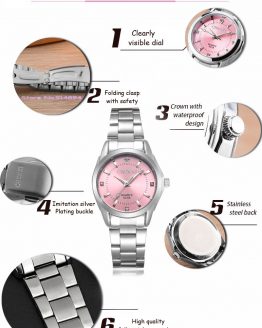 1 Clearly
visible dial
2 Folding clasp
with safety
3 Crown with
waterproof
design
4 Imitation silver
Plating buckle
5 Stainless
steel back
6 High quality